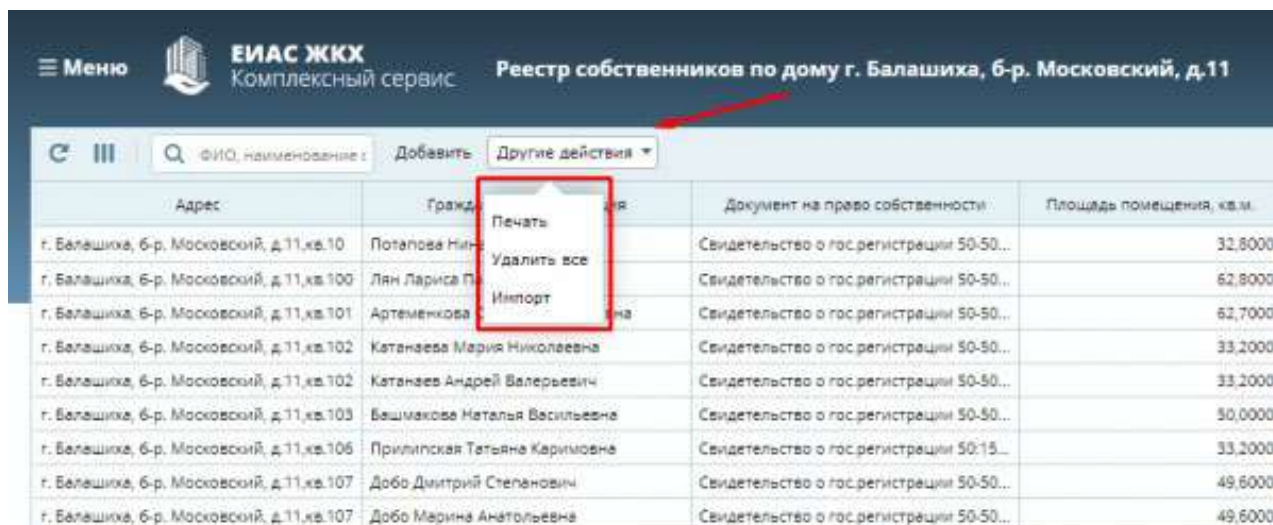 Меню
ЕИАС ЖКХ
Комплексный сервис
Реестр собственников по дому г. Балашиха, б-р. Московский, д.11
ФИО, наименование
Добавить
Другие действия
Печать
Удалить все
Импорт
Адрес Гражд Документ на право собственности Площадь помещения, кв.м.
г. Балашиха, б-р. Московский, д.11,кв.10 Потапова Нин Свидетельство о гос.регистрации 50-50... 32,8000
г. Балашиха, б-р. Московский, д.11,кв.100 Лян Лариса П Свидетельство о гос.регистрации 50-50... 62,8000
г. Балашиха, б-р. Московский, д.11,кв.101 Артеменкова на Свидетельство о гос.регистрации 50-50... 62,7000
г. Балашиха, б-р. Московский, д.11,кв.102 Катанаева Мария Николаевна Свидетельство о гос.регистрации 50-50... 33,2000
г. Балашиха, б-р. Московский, д.11,кв.102 Катанаев Андрей Валерьевич Свидетельство о гос.регистрации 50-50... 33,2000
г. Балашиха, б-р. Московский, д.11,кв.103 Башмакова Наталья Васильевна Свидетельство о гос.регистрации 50-50... 50,0000
г. Балашиха, б-р. Московский, д.11,кв.106 Прилипская Татьяна Каримовна Свидетельство о гос.регистрации 50:15... 33,2000
г. Балашиха, б-р. Московский, д.11,кв.107 Добо Дмитрий Степанович Свидетельство о гос.регистрации 50-50... 49,6000
г. Балашиха, б-р. Московский, д.11,кв.107 Добо Марина Анатольевна Свидетельство о гос.регистрации 50-50... 49,6000